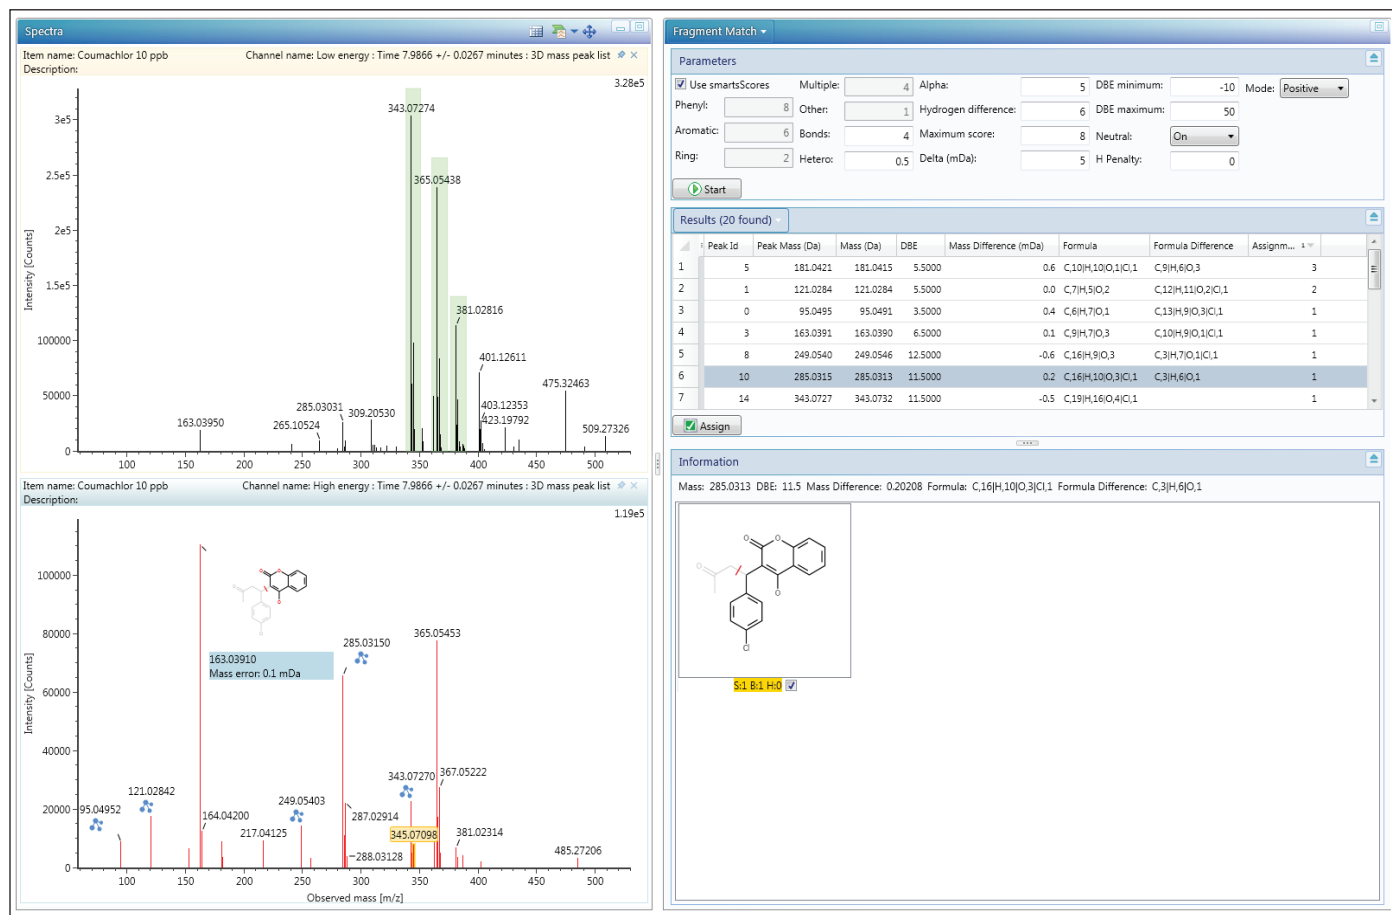 Spectra
Item name: Coumachlor 10 ppb Channel name: Low energy : Time 7.9866 +/- 0.0267 minutes : 3D mass peak list
Description:
3.28e5
343.07274
3e5
365.05438
2.5e5
2e5
1.5e5
381.02816
100000
401.12611
475.32463
50000
403.12353
423.19792
285.03031
309.20530
265.10524
163.03950
509.27326
0
Intensity [Counts]
100 150 200 250 300 350 400 450 500
Item name: Coumachlor 10 ppb Channel name: High energy : Time 7.9866 +/- 0.0267 minutes : 3D mass peak list
Description:
1.19e5
100000
80000
365.05453
285.03150
163.03910
Mass error: 0.1 mDa
60000
40000
343.07270
367.05222
121.02842
249.05403
95.04952
287.02914
20000
164.04200
217.04125
345.07098
381.02314
288.03128
485.27206
0
Intensity [Counts]
100 150 200 250 300 350 400 450 500
Observed mass [m/z]
Fragment Match
Parameters
Use smartsScores Multiple: 4 Alpha: 5 DBE minimum: -10 Mode: Positive
Phenyl: 8 Other: 1 Hydrogen difference: 6 DBE maximum: 50
Aromatic: 6 Bonds: 4 Maximum score: 8 Neutral: On
Ring: 2 Hetero: 0.5 Delta (mDa): 5 H Penalty: 0
Start
Results (20 found)
Peak Id Peak Mass (Da) Mass (Da) DBE Mass Difference (mDa) Formula Formula Difference Assignm... 1
1 5 181.0421 181.0415 5.5000 0.6 C,10|H,10|O,1|Cl,1 C,9|H,6|O,3 3
2 1 121.0284 121.0284 5.5000 0.0 C,7|H,5|O,2 C,12|H,11|O,2|Cl,1 2
3 0 95.0495 95.0491 3.5000 0.4 C,6|H,7|O,1 C,13|H,9|O,3|Cl,1 1
4 3 163.0391 163.0390 6.5000 0.1 C,9|H,7|O,3 C,10|H,9|O,1|Cl,1 1
5 8 249.0540 249.0546 12.5000 -0.6 C,16|H,9|O,3 C,3|H,7|O,1|Cl,1 1
6 10 285.0315 285.0313 11.5000 0.2 C,16|H,10|O,3|Cl,1 C,3|H,6|O,1 1
7 14 343.0727 343.0732 11.5000 -0.5 C,19|H,16|O,4|Cl,1 1
Assign
Information
Mass: 285.0313 DBE: 11.5 Mass Difference: 0.20208 Formula: C,16|H,10|O,3|Cl,1 Formula Difference: C,3|H,6|O,1
O O
O
O
Cl
S:1 B:1 H:0